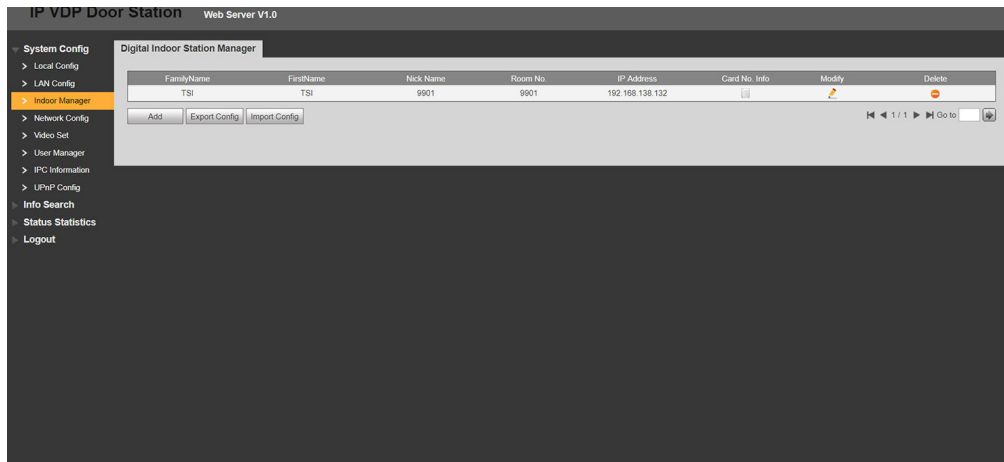 IP VDP Door Station Web Server V1.0
System Config
Local Config
LAN Config
Indoor Manager
Network Config
Video Set
User Manager
IPC Information
UPnP Config
Info Search
Status Statistics
Logout
Digital Indoor Station Manager
FamilyName FirstName Nick Name Room No. IP Address Card No. Info Modify Delete
TSI TSI 9901 9901 192.168.138.132
Add Export Config Import Config
1 / 1 Go to